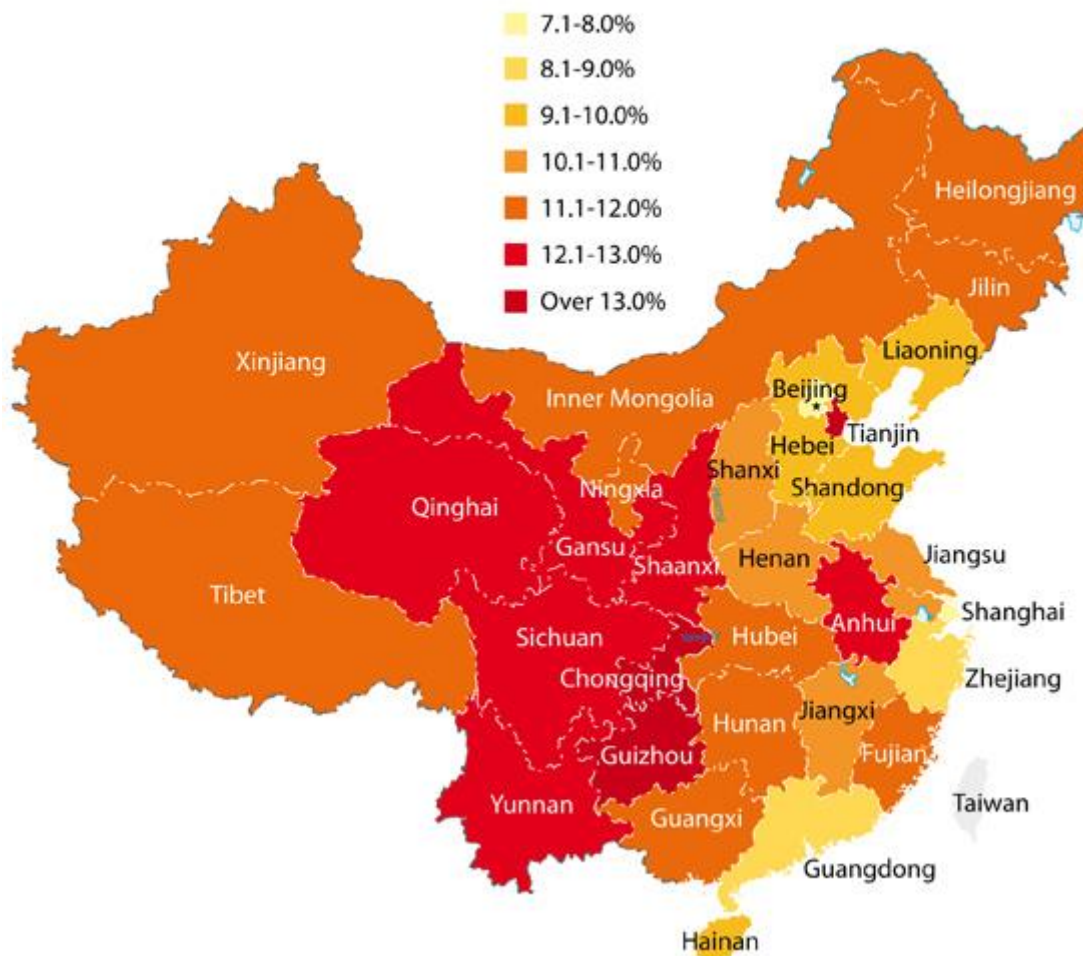 7.1-8.0%
8.1-9.0%
9.1-10.0%
10.1-11.0%
11.1-12.0%
12.1-13.0%
Over 13.0%
Heilongjiang
Jilin
Liaoning
Xinjiang
Inner Mongolia
Beijing
Tianjin
Hebei
Shanxi
Ningxia
Shandong
Qinghai
Gansu
Shaanxi
Henan
Jiangsu
Tibet
Shanghai
Sichuan
Hubei
Anhui
Chongqing
Zhejiang
Jiangxi
Hunan
Guizhou
Fujian
Yunnan
Guangxi
Taiwan
Guangdong
Hainan